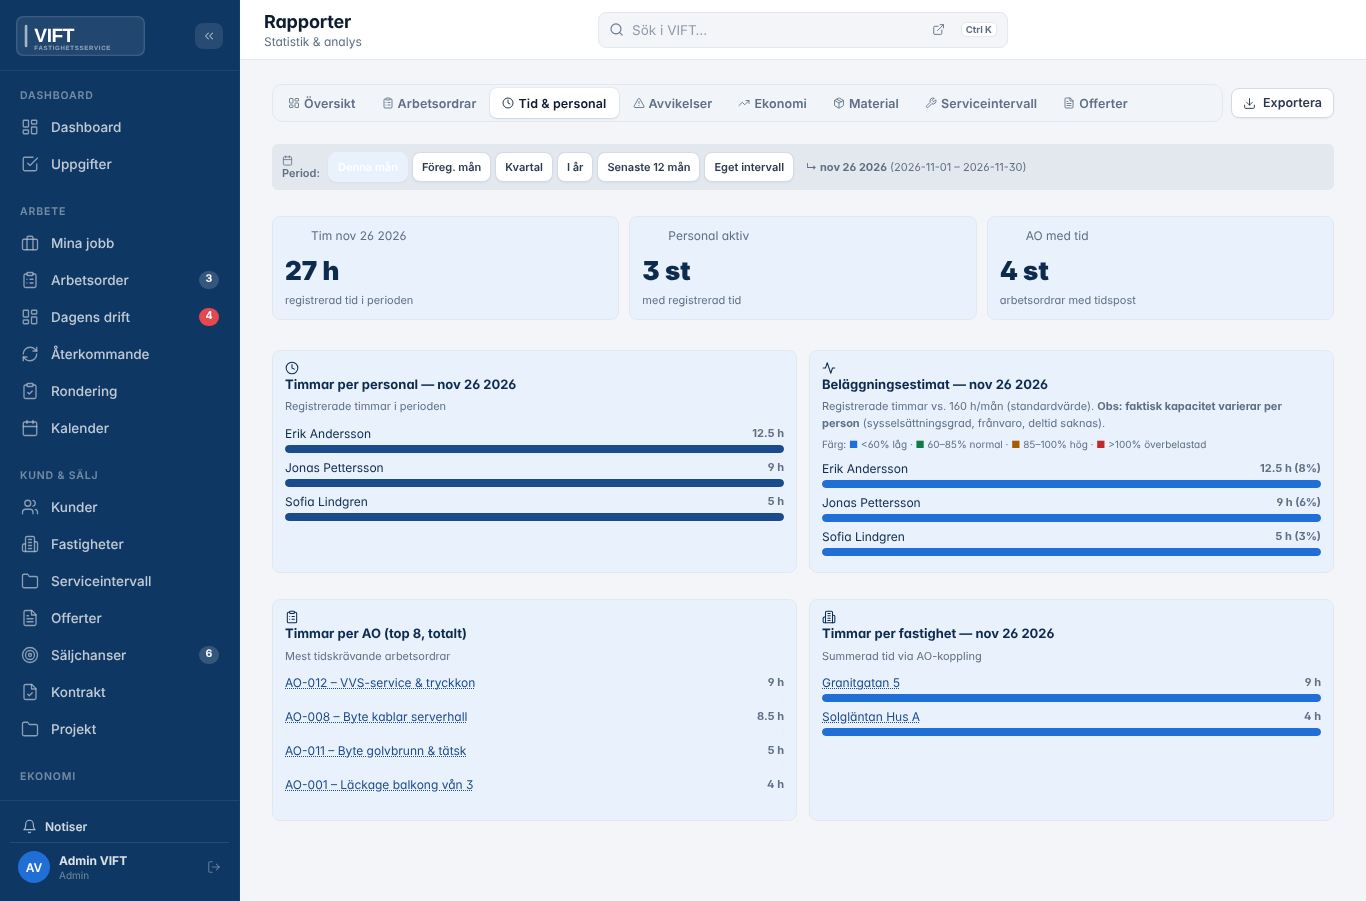 VIFT
FASTIGHETSSERVICE
DASHBOARD
Dashboard
Uppgifter
ARBETE
Mina jobb
Arbetsorder 3
Dagens drift 4
Återkommande
Rondering
Kalender
KUND & SÄLJ
Kunder
Fastigheter
Serviceintervall
Offerter
Säljchanser 6
Kontrakt
Projekt
EKONOMI
Notiser
AV Admin VIFT
Admin
Rapporter
Statistik & analys
Sök i VIFT... Ctrl K
Översikt Arbetsordrar Tid & personal Avvikelser Ekonomi Material Serviceintervall Offerter Exportera
Period: Denna mån Föreg. mån Kvartal I år Senaste 12 mån Eget intervall ↳ nov 26 2026 (2026-11-01 – 2026-11-30)
Tim nov 26 2026
27 h
registrerad tid i perioden
Personal aktiv
3 st
med registrerad tid
AO med tid
4 st
arbetsordrar med tidspost
Timmar per personal — nov 26 2026
Registrerade timmar i perioden
Erik Andersson 12.5 h
Jonas Pettersson 9 h
Sofia Lindgren 5 h
Beläggningsestimat — nov 26 2026
Registrerade timmar vs. 160 h/mån (standardvärde). Obs: faktisk kapacitet varierar per
person (sysselsättningsgrad, frånvaro, deltid saknas).
Färg: <60% låg · 60–85% normal · 85–100% hög · >100% överbelastad
Erik Andersson 12.5 h (8%)
Jonas Pettersson 9 h (6%)
Sofia Lindgren 5 h (3%)
Timmar per AO (top 8, totalt)
Mest tidskrävande arbetsordrar
AO-012 – VVS-service & tryckkon 9 h
AO-008 – Byte kablar serverhall 8.5 h
AO-011 – Byte golvbrunn & tätsk 5 h
AO-001 – Läckage balkong vån 3 4 h
Timmar per fastighet — nov 26 2026
Summerad tid via AO-koppling
Granitgatan 5 9 h
Solgläntan Hus A 4 h